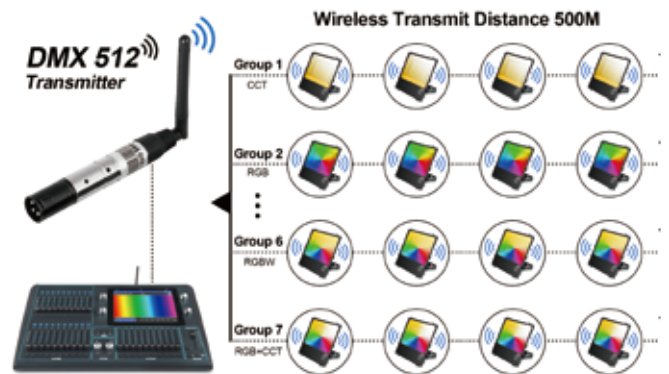 Wireless Transmit Distance 500M
DMX 512
Transmitter
Group 1
CCT
Group 2
RGB
Group 6
RGBW
Group 7
RGB+CCT